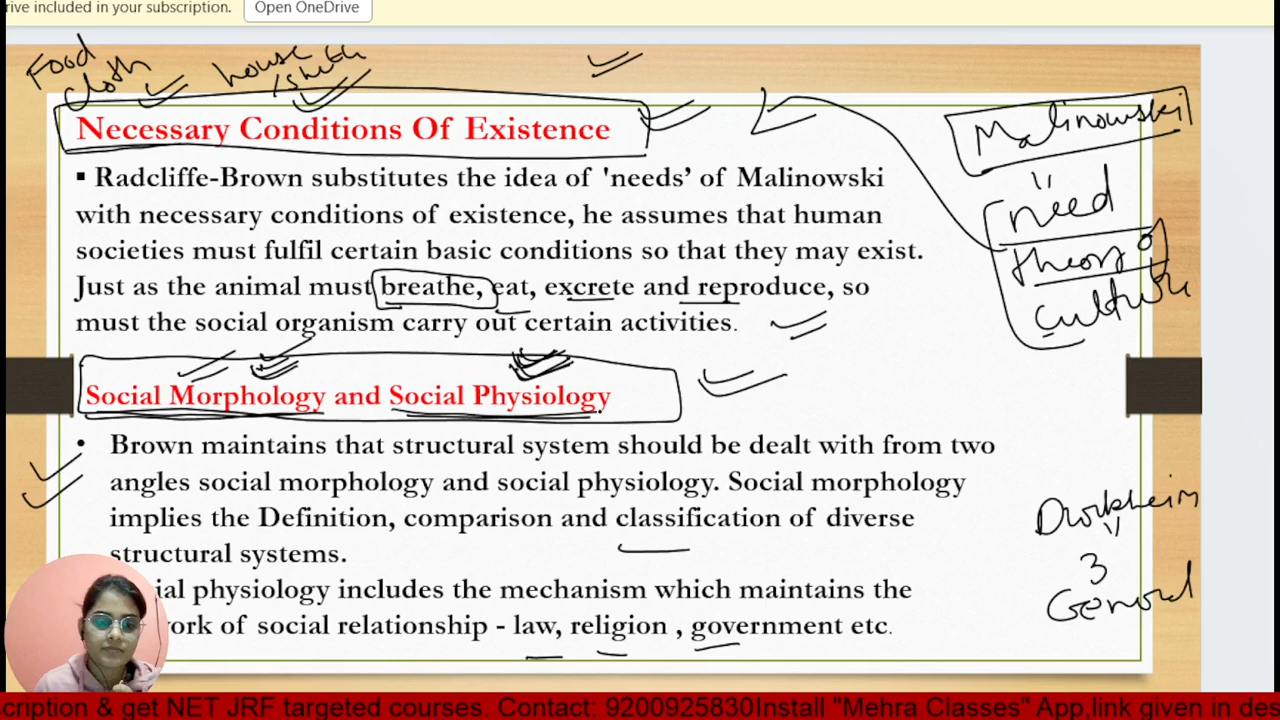 rive included in your subscription. Open OneDrive
Food
cloth
house
/shelt
Necessary Conditions Of Existence
▪ Radcliffe-Brown substitutes the idea of 'needs’ of Malinowski
with necessary conditions of existence, he assumes that human
societies must fulfil certain basic conditions so that they may exist.
Just as the animal must breathe, eat, excrete and reproduce, so
must the social organism carry out certain activities.
Malinowski
need
theory of
culture
Social Morphology and Social Physiology
• Brown maintains that structural system should be dealt with from two
angles social morphology and social physiology. Social morphology
implies the Definition, comparison and classification of diverse
structural systems.
ial physiology includes the mechanism which maintains the
work of social relationship - law, religion , government etc.
Durkheim
3
General
scription & get NET JRF targeted courses. Contact: 9200925830Install "Mehra Classes" App,link given in des